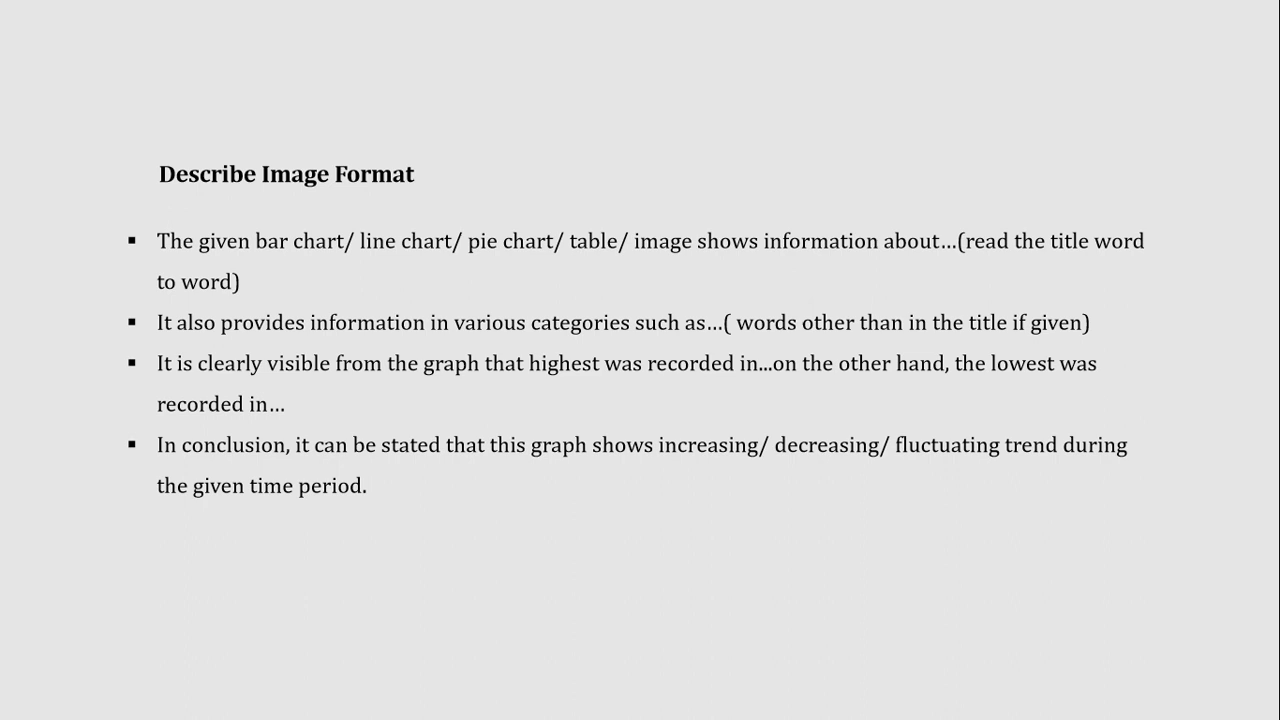 Describe Image Format
▪ The given bar chart/ line chart/ pie chart/ table/ image shows information about…(read the title word
to word)
▪ It also provides information in various categories such as…( words other than in the title if given)
▪ It is clearly visible from the graph that highest was recorded in...on the other hand, the lowest was
recorded in…
▪ In conclusion, it can be stated that this graph shows increasing/ decreasing/ fluctuating trend during
the given time period.